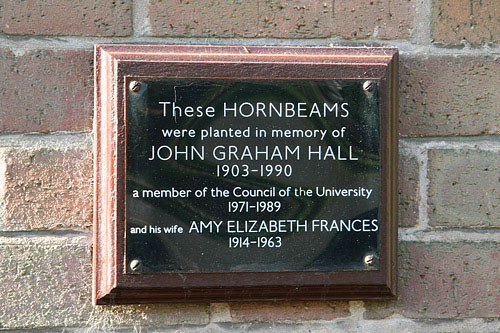 These HORNBEAMS
were planted in memory of
JOHN GRAHAM HALL
1903-1990
a member of the Council of the University
1971-1989
and his wife AMY ELIZABETH FRANCES
1914-1963